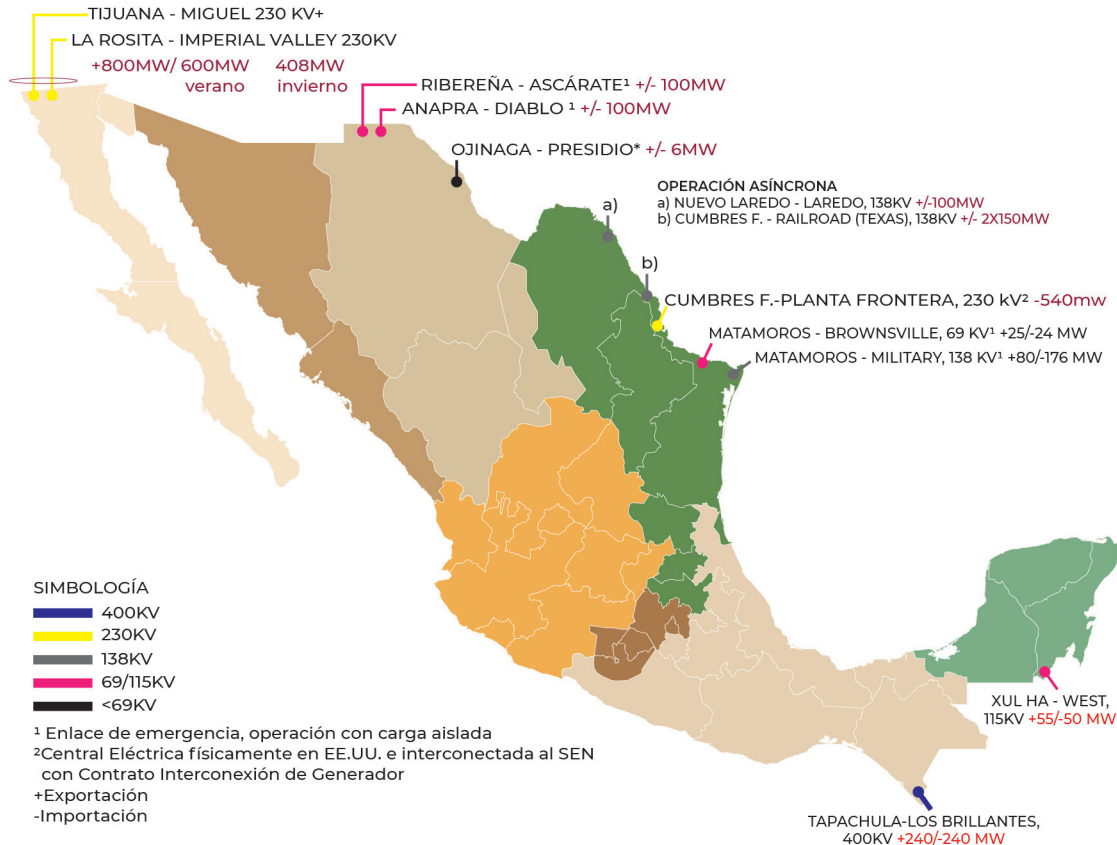 TIJUANA - MIGUEL 230 KV+
LA ROSITA - IMPERIAL VALLEY 230KV
+800MW/ 600MW 408MW
verano invierno
RIBEREÑA - ASCÁRATE¹ +/- 100MW
ANAPRA - DIABLO ¹ +/- 100MW
OJINAGA - PRESIDIO* +/- 6MW
OPERACIÓN ASÍNCRONA
a) NUEVO LAREDO - LAREDO, 138KV +/-100MW
b) CUMBRES F. - RAILROAD (TEXAS), 138KV +/- 2X150MW
a)
b)
CUMBRES F.-PLANTA FRONTERA, 230 kV² -540mw
MATAMOROS - BROWNSVILLE, 69 KV¹ +25/-24 MW
MATAMOROS - MILITARY, 138 KV¹ +80/-176 MW
SIMBOLOGÍA
400KV
230KV
138KV
69/115KV
<69KV
¹ Enlace de emergencia, operación con carga aislada
²Central Eléctrica físicamente en EE.UU. e interconectada al SEN
con Contrato Interconexión de Generador
+Exportación
-Importación
XUL HA - WEST,
115KV +55/-50 MW
TAPACHULA-LOS BRILLANTES,
400KV +240/-240 MW